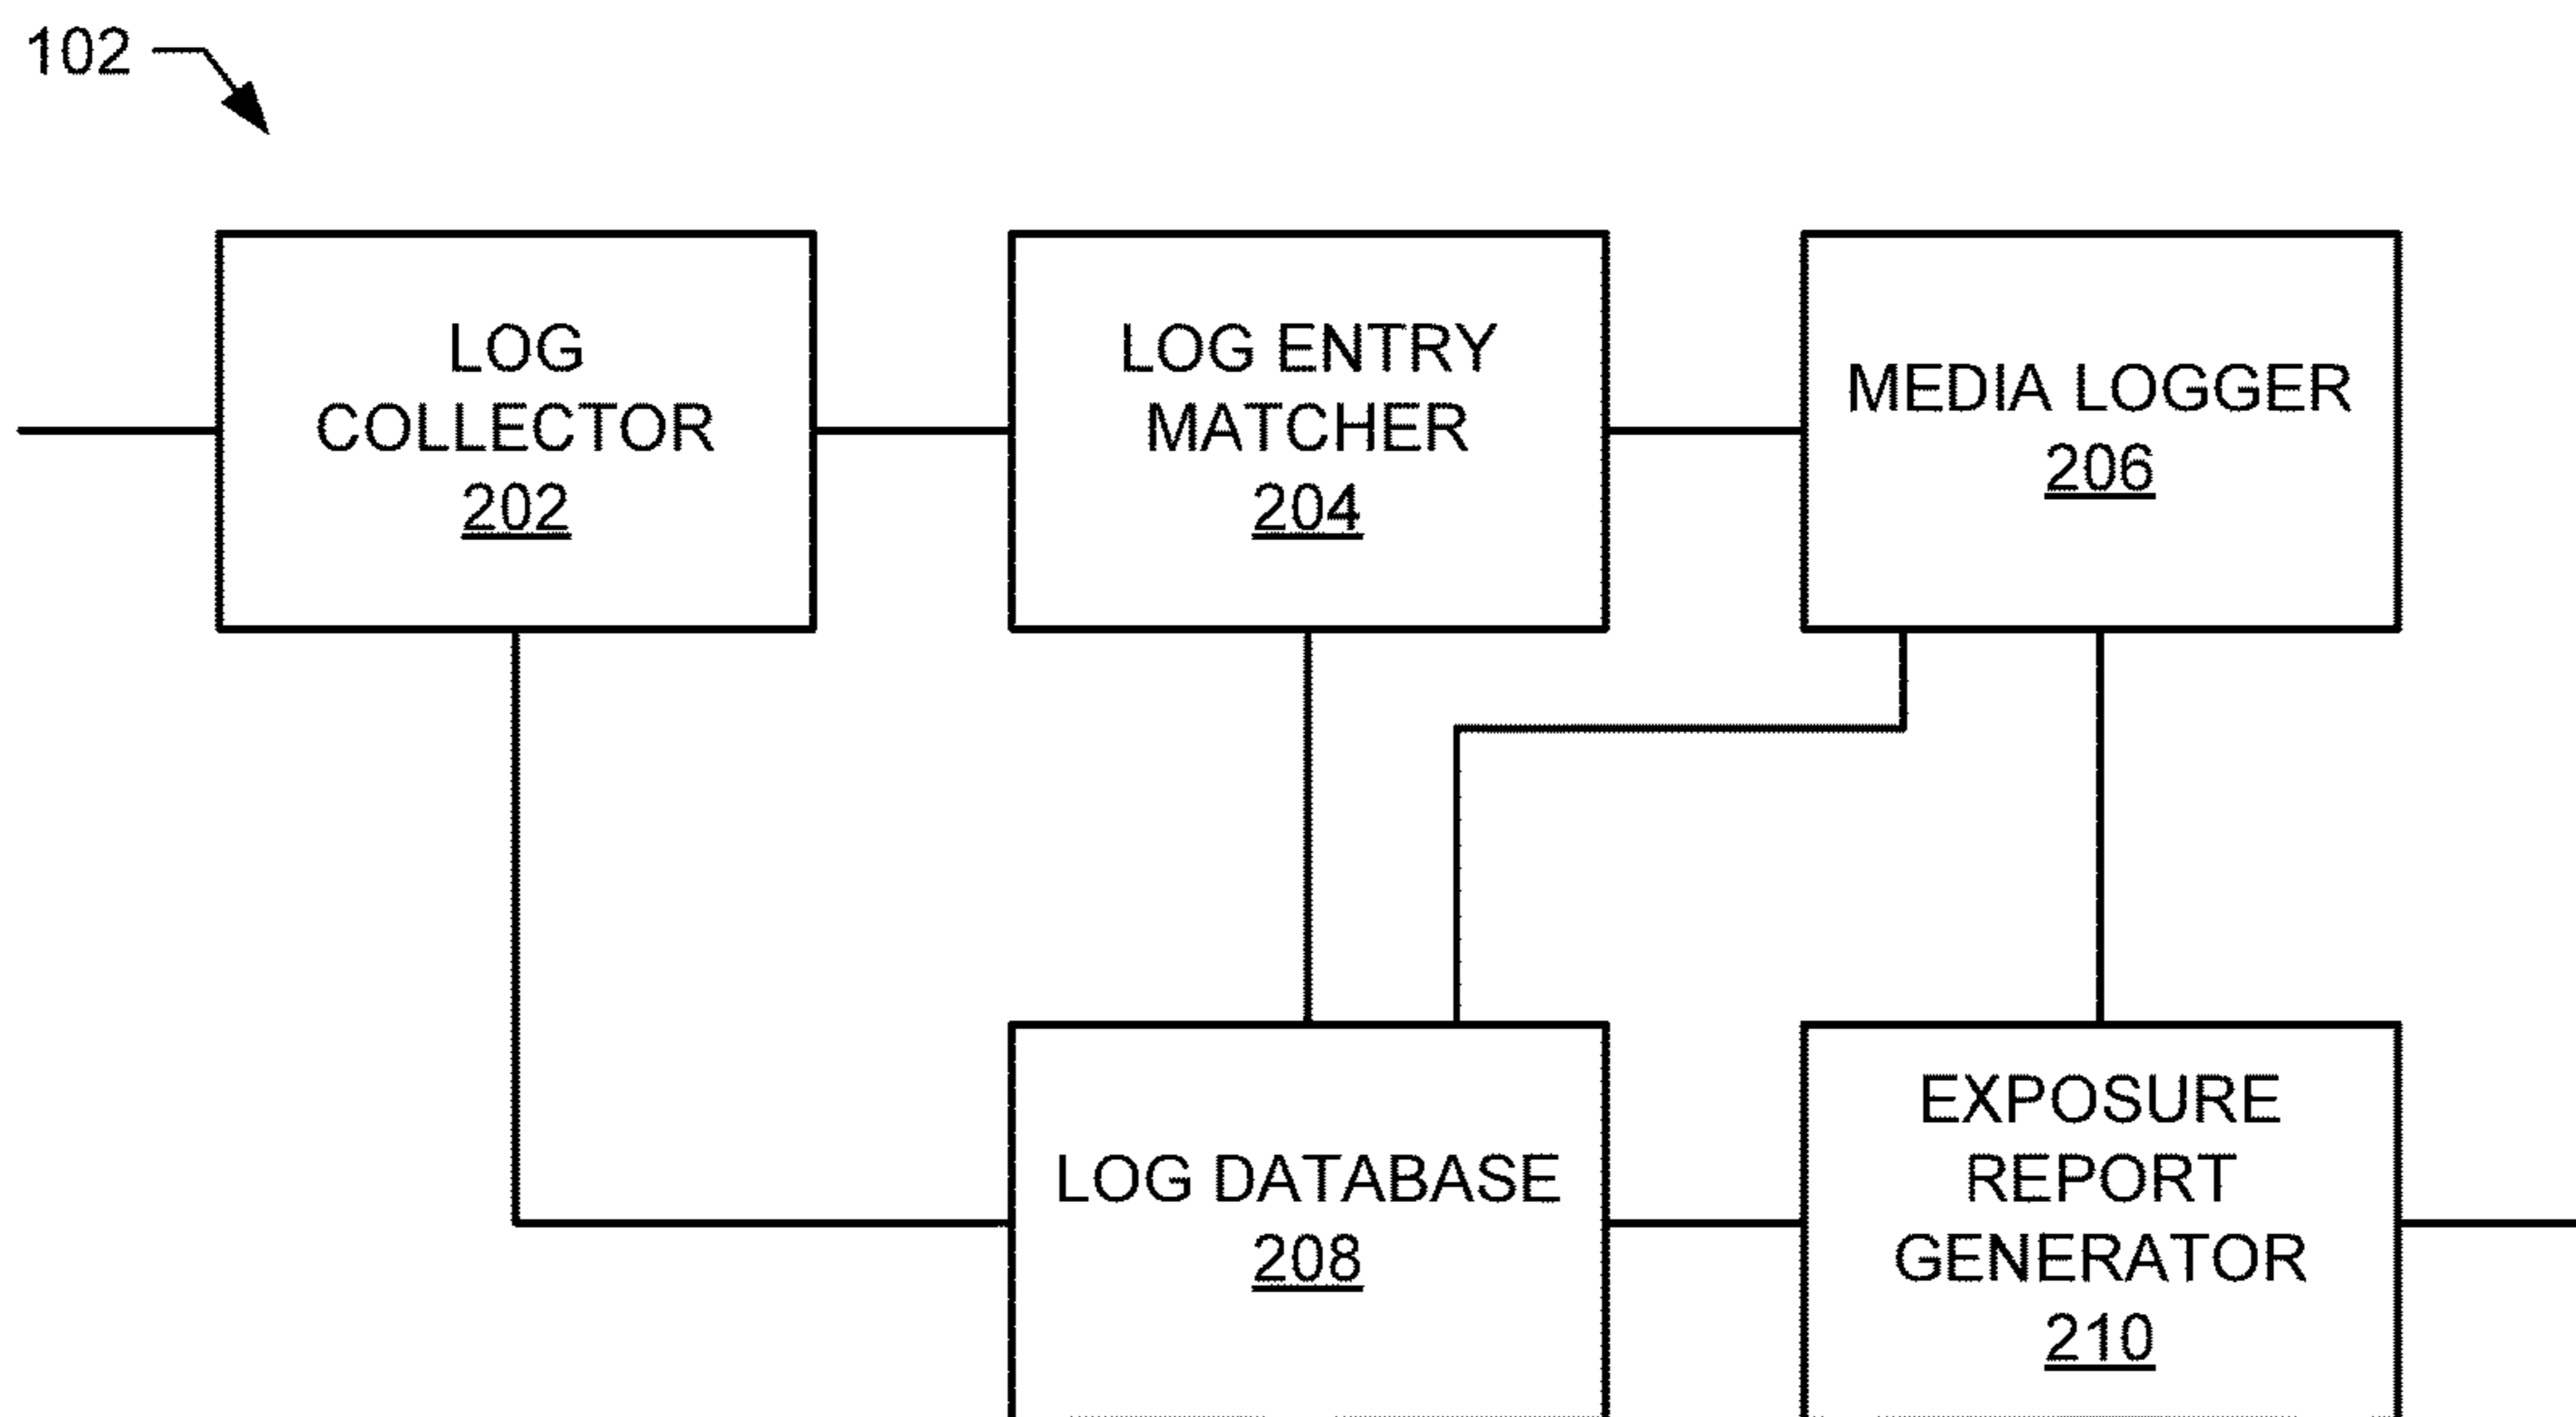 102
LOG
COLLECTOR
202
LOG ENTRY
MATCHER
204
MEDIA LOGGER
206
LOG DATABASE
208
EXPOSURE
REPORT
GENERATOR
210